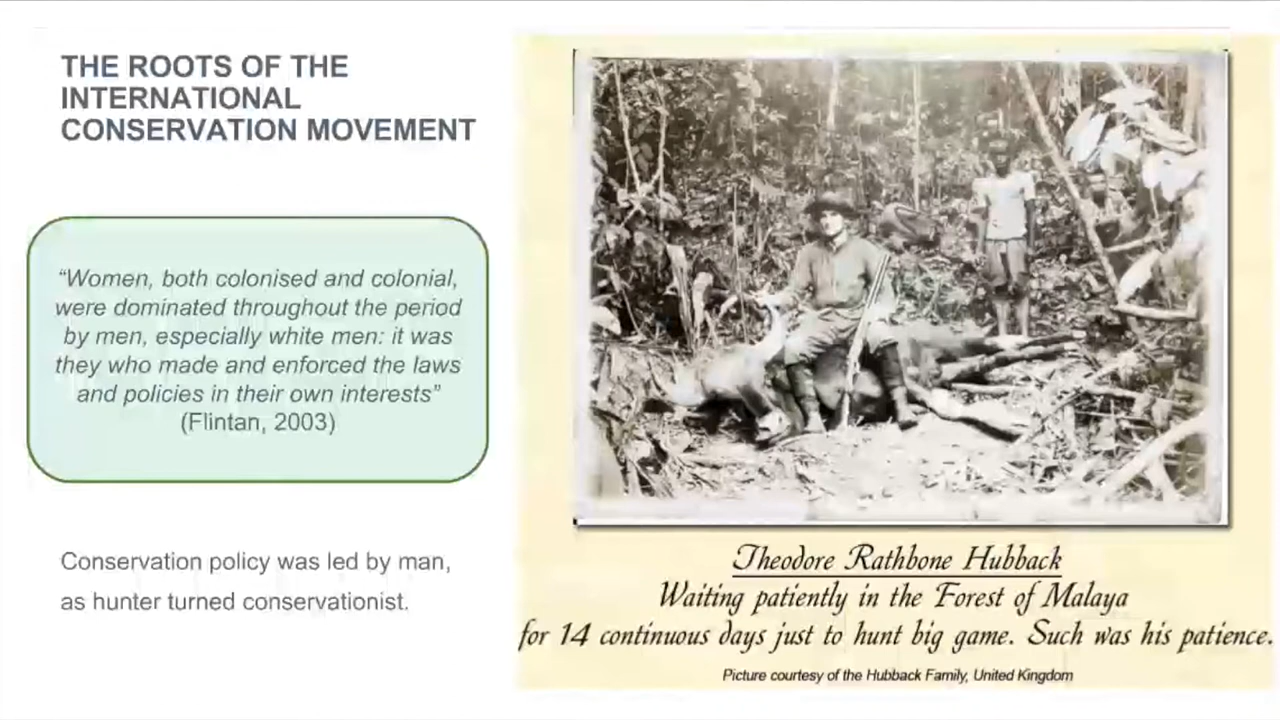 THE ROOTS OF THE
INTERNATIONAL
CONSERVATION MOVEMENT
“Women, both colonised and colonial,
were dominated throughout the period
by men, especially white men: it was
they who made and enforced the laws
and policies in their own interests”
(Flintan, 2003)
Conservation policy was led by man,
as hunter turned conservationist.
Theodore Rathbone Hubback
Waiting patiently in the Forest of Malaya
for 14 continuous days just to hunt big game. Such was his patience.
Picture courtesy of the Hubback Family, United Kingdom